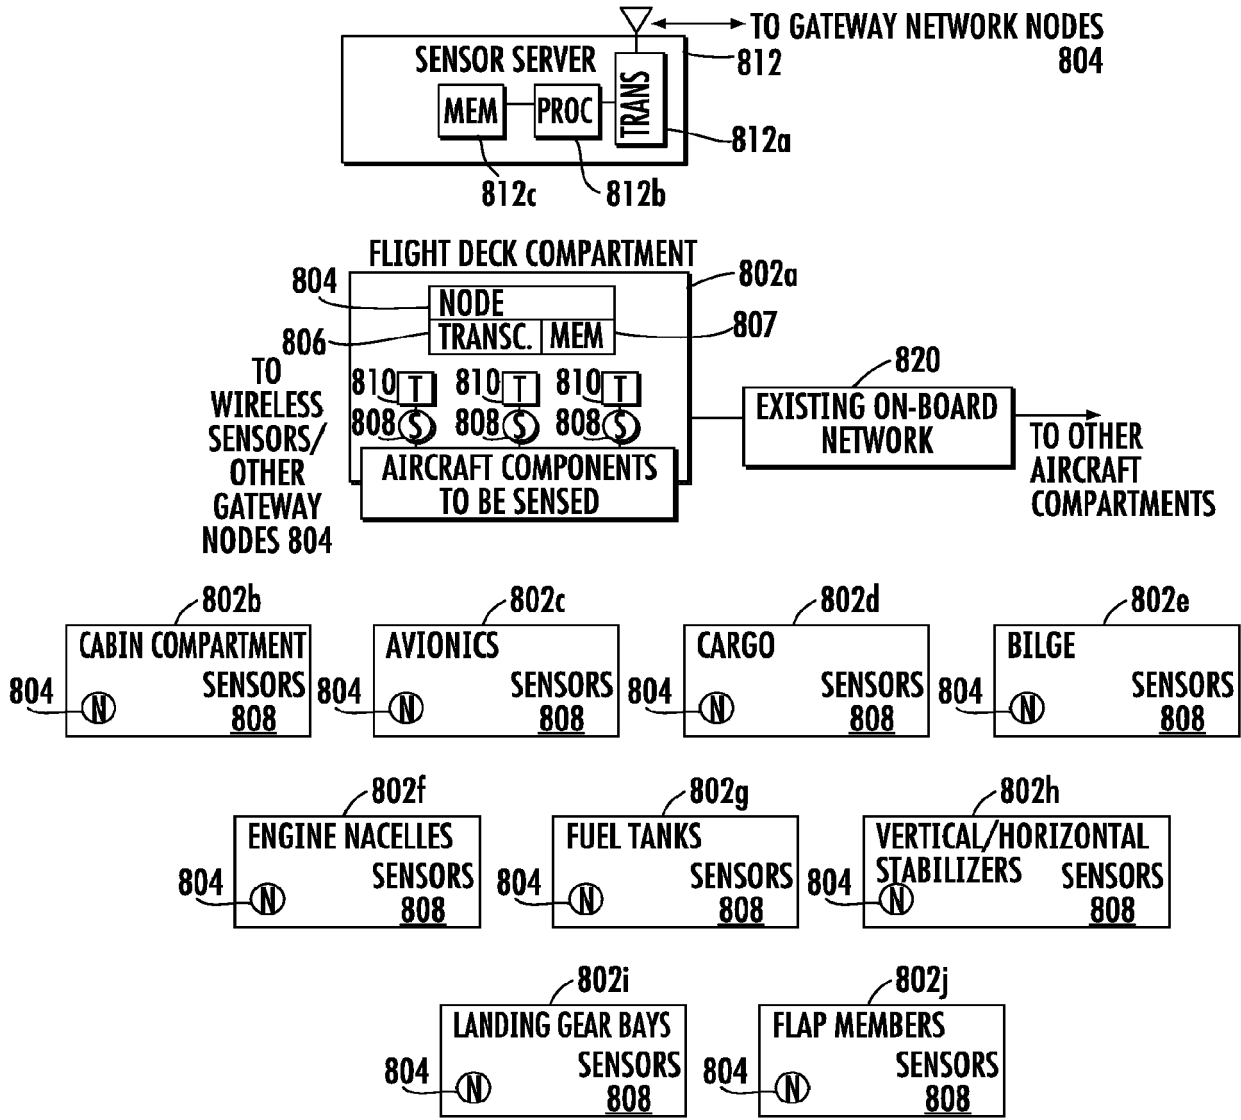 TO GATEWAY NETWORK NODES
804
SENSOR SERVER
812
MEM
PROC
TRANS
812a
812c
812b
FLIGHT DECK COMPARTMENT
802a
804
NODE
806
TRANSC.
MEM
807
TO
WIRELESS
SENSORS/
OTHER
GATEWAY
NODES 804
810 T
810 T
810 T
808 S
808 S
808 S
AIRCRAFT COMPONENTS
TO BE SENSED
820
EXISTING ON-BOARD
NETWORK
TO OTHER
AIRCRAFT
COMPARTMENTS
802b
CABIN COMPARTMENT
SENSORS
808
804
N
802c
AVIONICS
SENSORS
808
804
N
802d
CARGO
SENSORS
808
804
N
802e
BILGE
SENSORS
808
804
N
802f
ENGINE NACELLES
SENSORS
808
804
N
802g
FUEL TANKS
SENSORS
808
804
N
802h
VERTICAL/HORIZONTAL
STABILIZERS
SENSORS
808
804
N
802i
LANDING GEAR BAYS
SENSORS
808
804
N
802j
FLAP MEMBERS
SENSORS
808
804
N